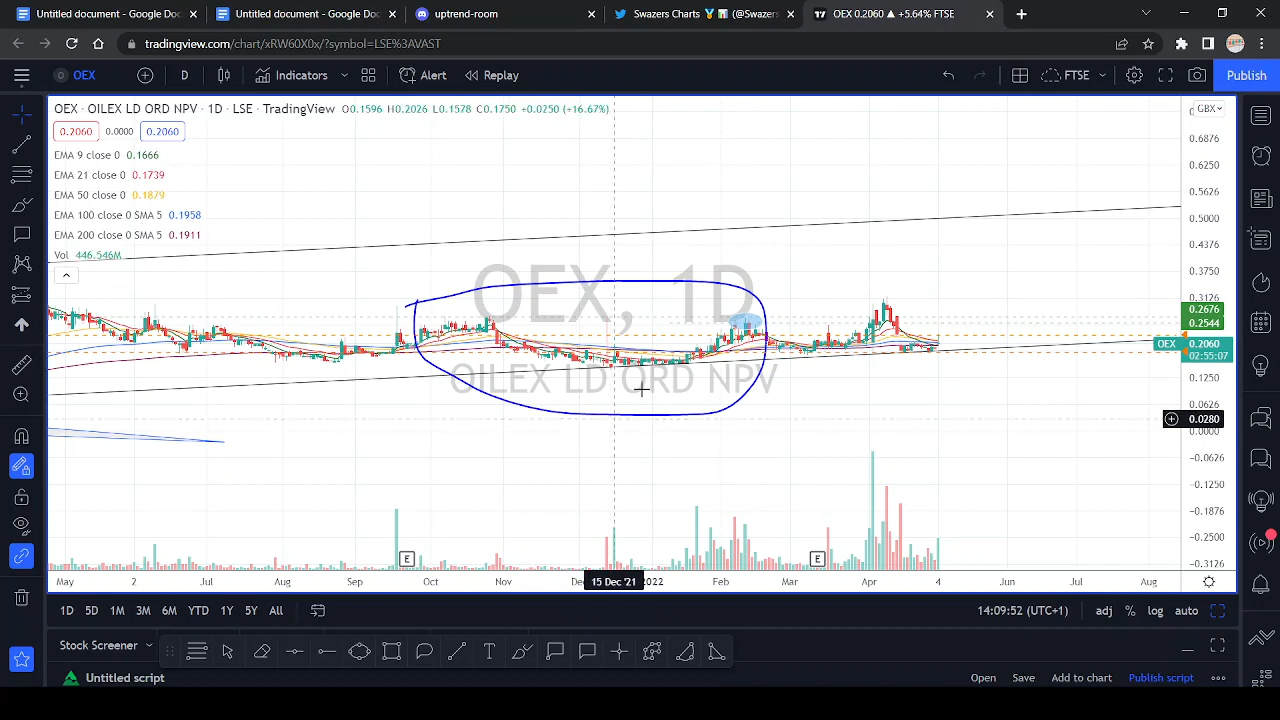 Untitled document - Google Doc
Untitled document - Google Doc
uptrend-room
Swazers Charts 🥇📊 (@Swazers
OEX 0.2060 ▲ +5.64% FTSE
tradingview.com/chart/xRW60X0x/?symbol=LSE%3AVAST
OEX
D
Indicators
Alert
Replay
FTSE
Publish
OEX · OILEX LD ORD NPV · 1D · LSE · TradingView O0.1596 H0.2026 L0.1578 C0.1750 +0.0250 (+16.67%)
GBX
0.2060 0.0000 0.2060
EMA 9 close 0 0.1666
EMA 21 close 0 0.1739
EMA 50 close 0 0.1879
EMA 100 close 0 SMA 5 0.1958
EMA 200 close 0 SMA 5 0.1911
Vol 446.546M
OEX, 1D
OILEX LD ORD NPV
0.6876
0.6250
0.5626
0.5000
0.4376
0.3750
0.3126
0.2676
0.2544
OEX 0.2060
02:55:07
0.1250
0.0626
0.0280
0.0000
−0.0626
−0.1250
−0.1876
−0.2500
−0.3126
E
E
May 2 Jul Aug Sep Oct Nov De 15 Dec '21 2022 Feb Mar Apr 4 Jun Jul Aug
1D 5D 1M 3M 6M YTD 1Y 5Y All
14:09:52 (UTC+1) adj % log auto
Stock Screener
T
Untitled script
Open Save Add to chart Publish script